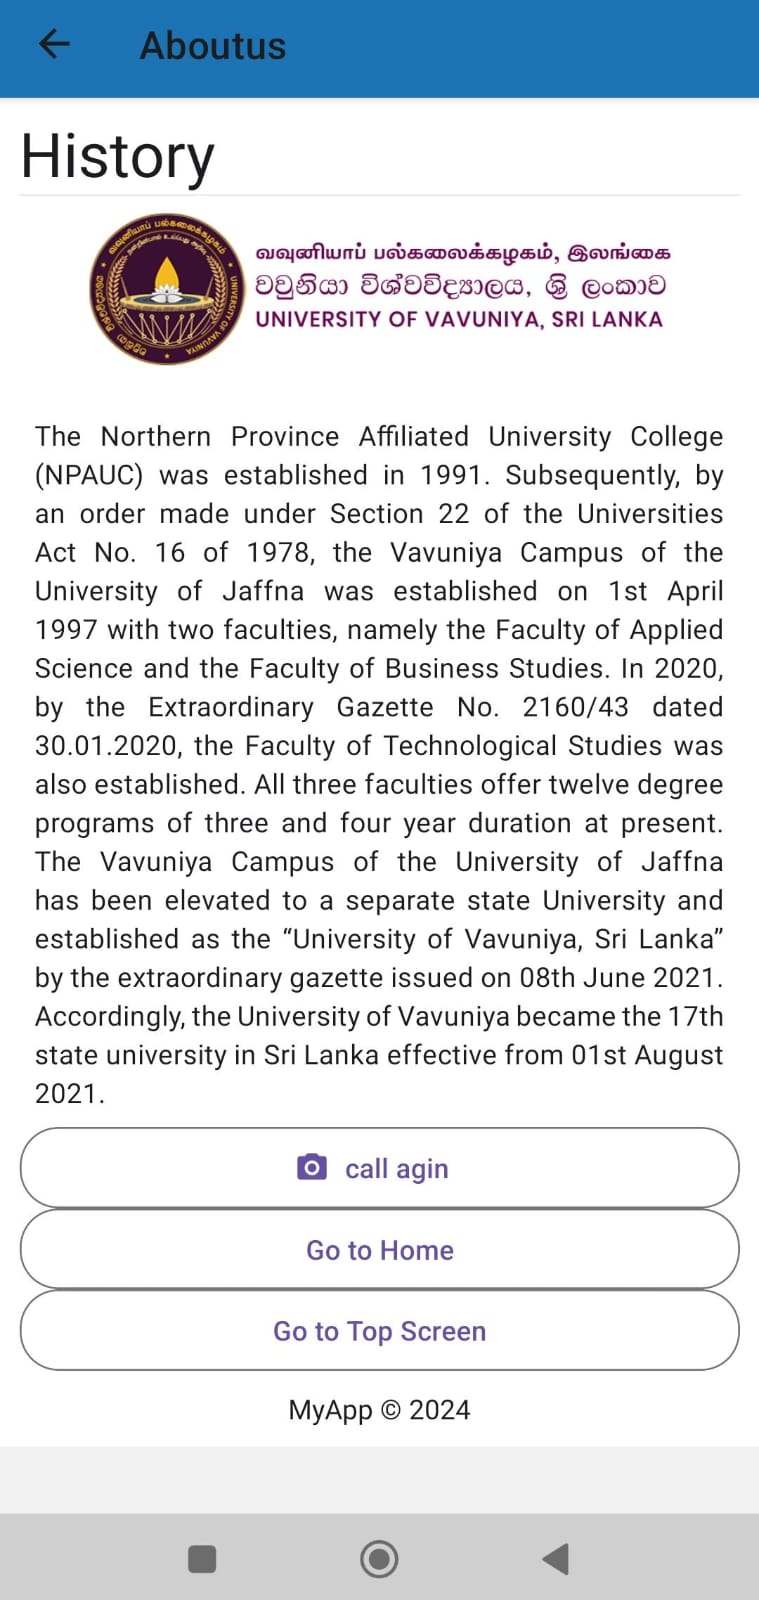 Aboutus
History
வவுனியாப் பல்கலைக்கழகம், இலங்கை
වවුනියා විශ්වවිද්‍යාලය, ශ්‍රී ලංකාව
UNIVERSITY OF VAVUNIYA, SRI LANKA
வவுனியாப் பல்கலைக்கழகம்
UNIVERSITY OF VAVUNIYA
The Northern Province Affiliated University College
(NPAUC) was established in 1991. Subsequently, by
an order made under Section 22 of the Universities
Act No. 16 of 1978, the Vavuniya Campus of the
University of Jaffna was established on 1st April
1997 with two faculties, namely the Faculty of Applied
Science and the Faculty of Business Studies. In 2020,
by the Extraordinary Gazette No. 2160/43 dated
30.01.2020, the Faculty of Technological Studies was
also established. All three faculties offer twelve degree
programs of three and four year duration at present.
The Vavuniya Campus of the University of Jaffna
has been elevated to a separate state University and
established as the “University of Vavuniya, Sri Lanka”
by the extraordinary gazette issued on 08th June 2021.
Accordingly, the University of Vavuniya became the 17th
state university in Sri Lanka effective from 01st August
2021.
call agin
Go to Home
Go to Top Screen
MyApp © 2024